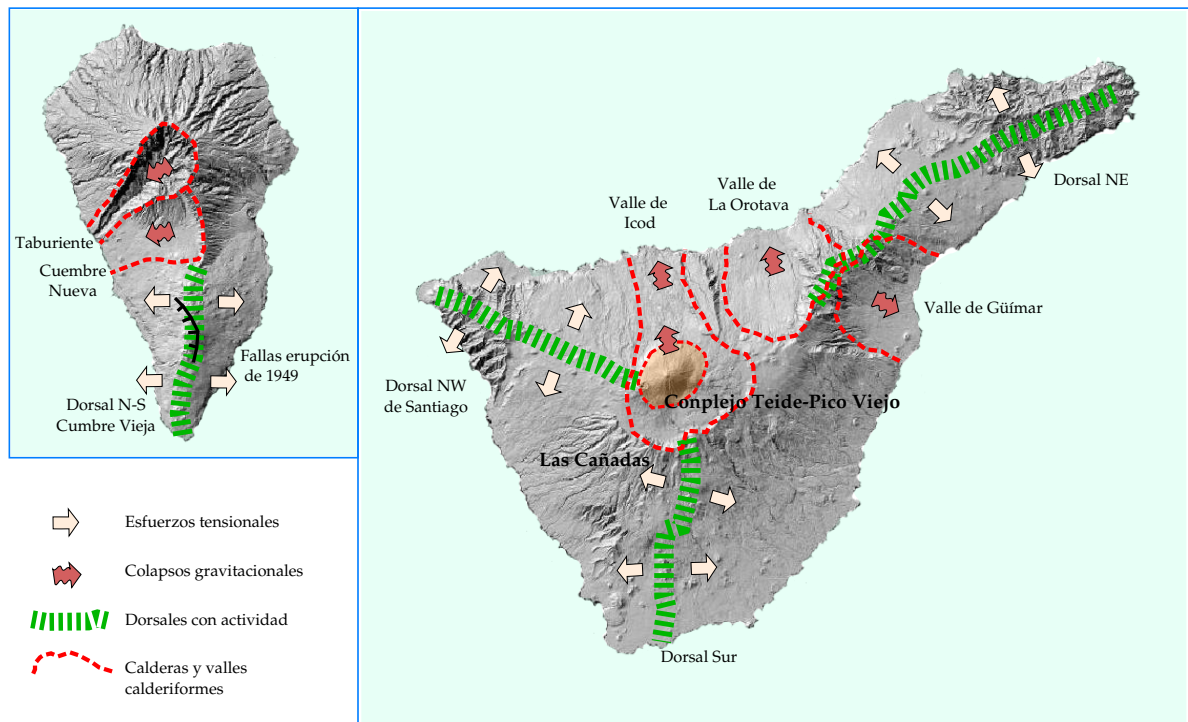 Taburiente
Cuembre
Nueva
Fallas erupción
de 1949
Dorsal N-S
Cumbre Vieja
Esfuerzos tensionales
Colapsos gravitacionales
Dorsales con actividad
Calderas y valles
calderiformes
Valle de
Icod
Valle de
La Orotava
Dorsal NE
Valle de Güímar
Dorsal NW
de Santiago
Conplejo Teide-Pico Viejo
Las Cañadas
Dorsal Sur